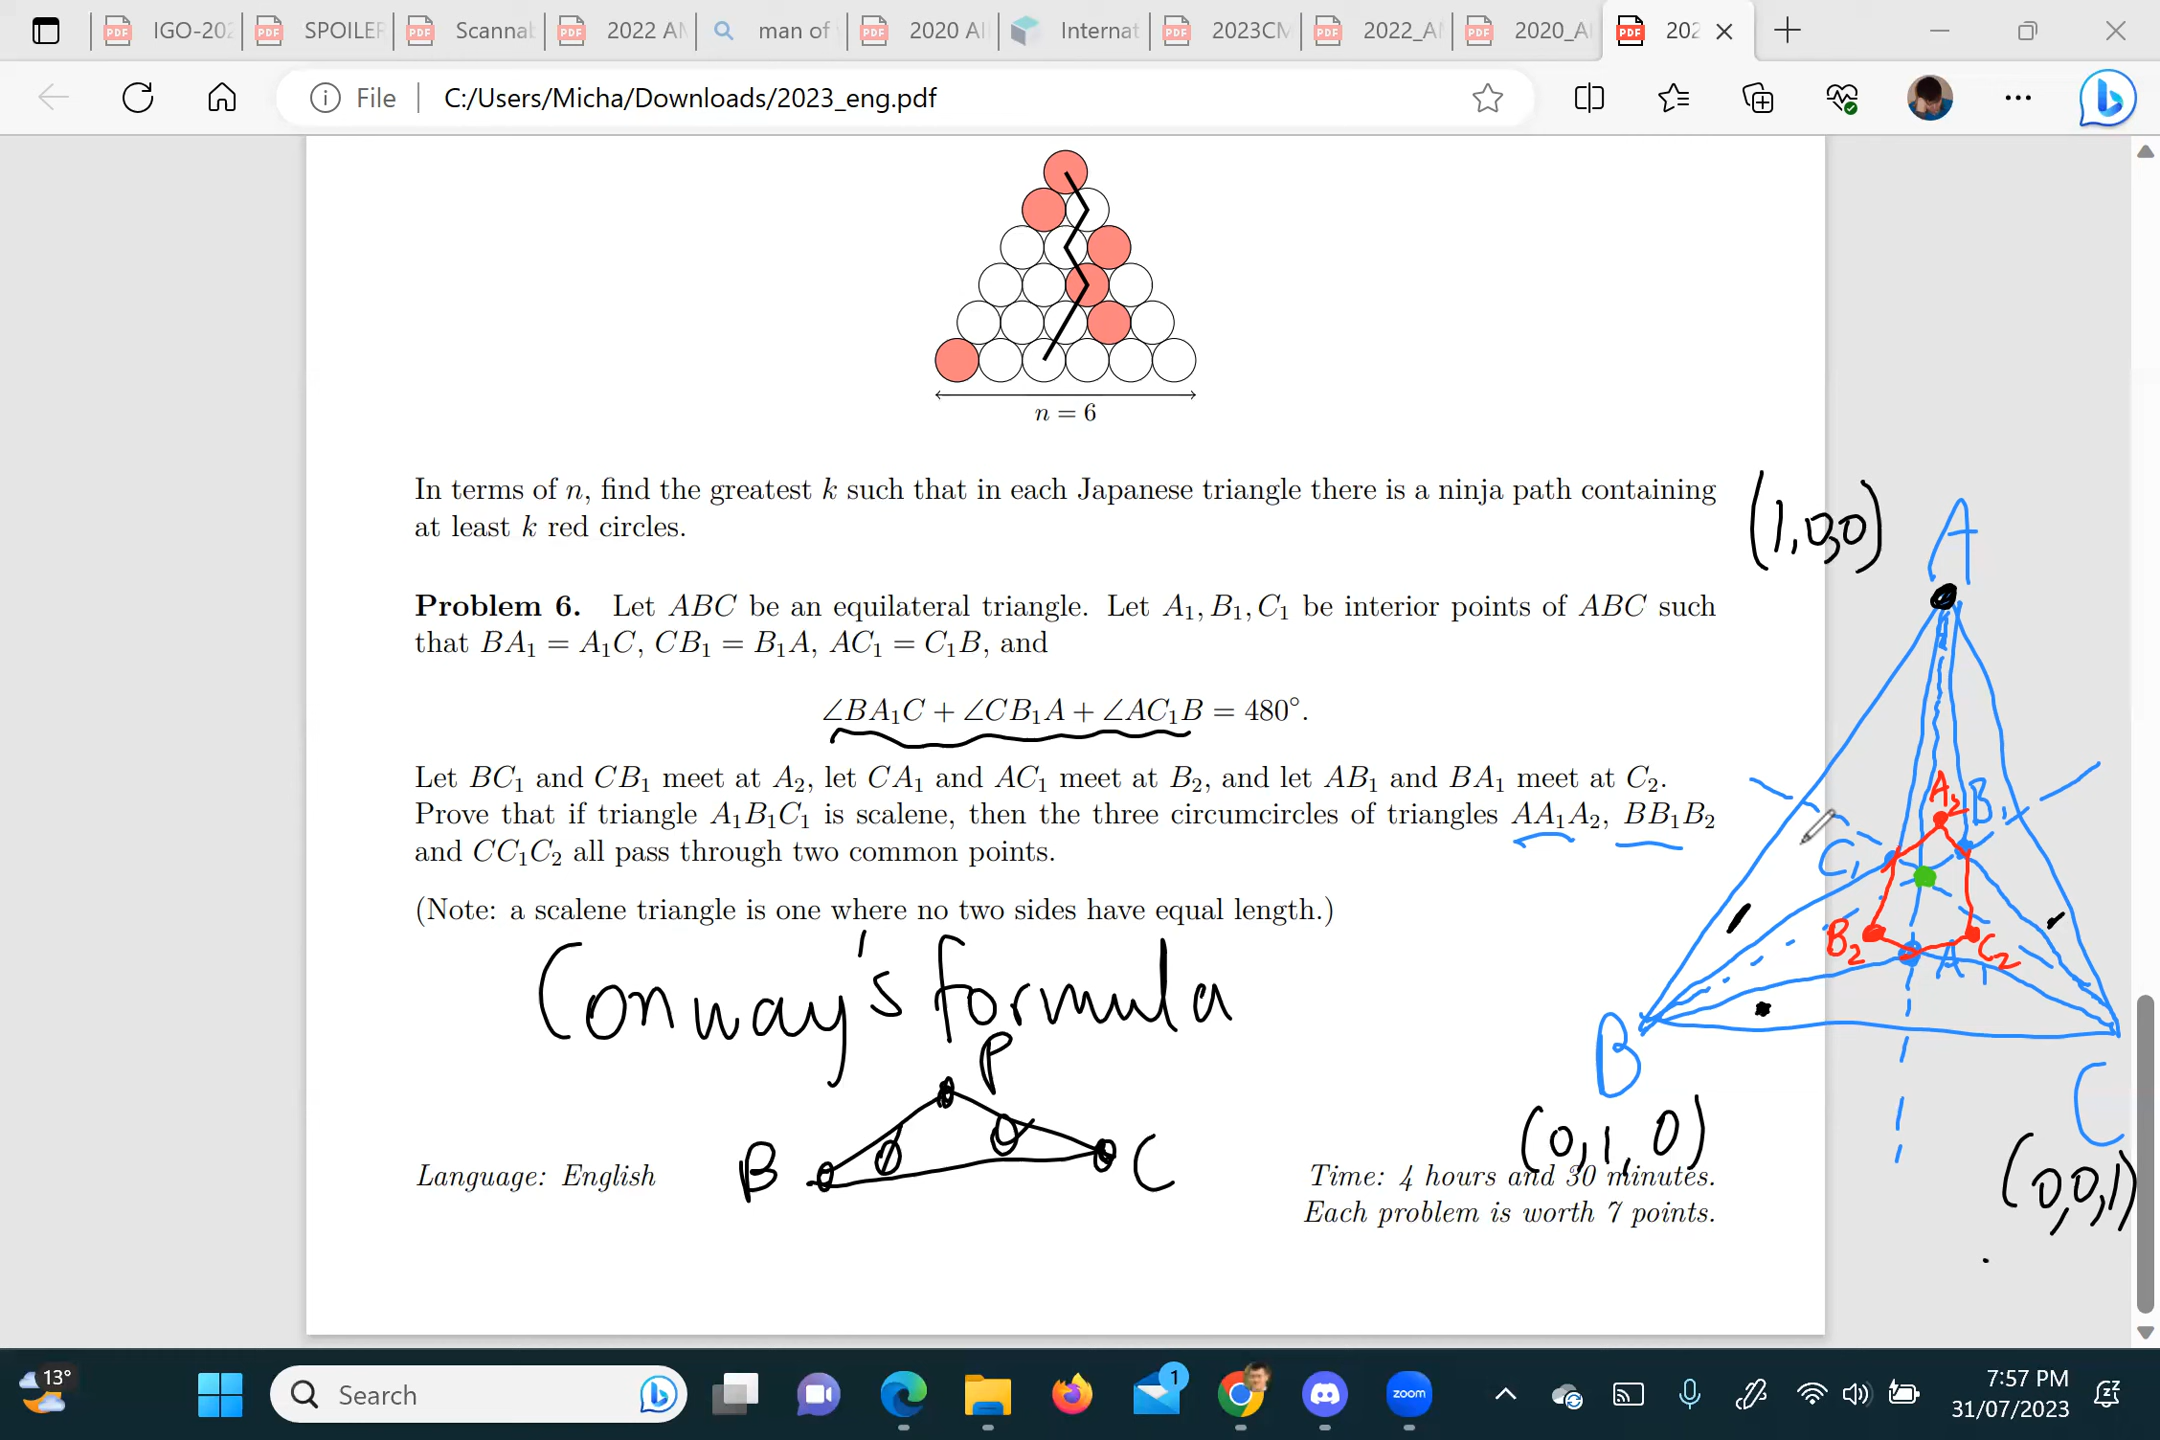 IGO-202
SPOILER
Scannab
2022 AM
man of
2020 AI
Internat
2023CM
2022_AM
2020_A
202
File
C:/Users/Micha/Downloads/2023_eng.pdf
n = 6
In terms of n, find the greatest k such that in each Japanese triangle there is a ninja path containing
at least k red circles.
(1,0,0)
A
Problem 6. Let ABC be an equilateral triangle. Let A₁, B₁, C₁ be interior points of ABC such
that BA₁ = A₁C, CB₁ = B₁A, AC₁ = C₁B, and
∠BA₁C + ∠CB₁A + ∠AC₁B = 480°.
Let BC₁ and CB₁ meet at A₂, let CA₁ and AC₁ meet at B₂, and let AB₁ and BA₁ meet at C₂.
Prove that if triangle A₁B₁C₁ is scalene, then the three circumcircles of triangles AA₁A₂, BB₁B₂
and CC₁C₂ all pass through two common points.
(Note: a scalene triangle is one where no two sides have equal length.)
A₂
B₁
C₁
B₂
C₂
A₁
Conway's formula
P
B
C
B
C
(0,1,0)
(0,0,1)
Language: English
Time: 4 hours and 30 minutes.
Each problem is worth 7 points.
13°
Search
1
zoom
7:57 PM
31/07/2023